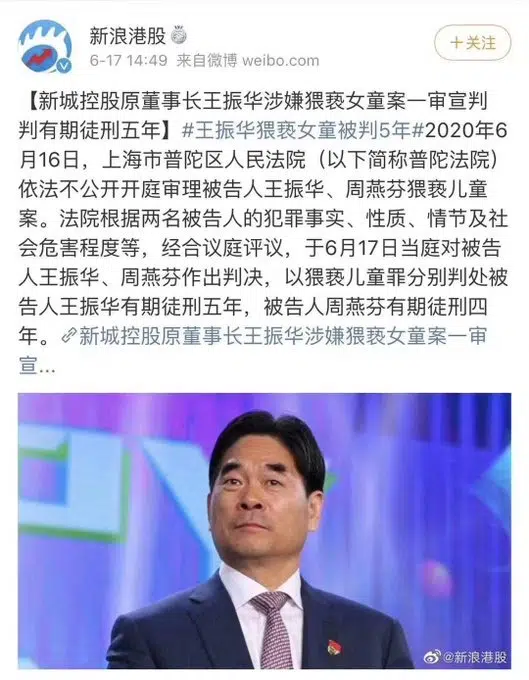 新浪港股
6-17 14:49 来自微博 weibo.com
+关注
【新城控股原董事长王振华涉嫌猥亵女童案一审宣判
判有期徒刑五年】#王振华猥亵女童被判5年#2020年6
月16日，上海市普陀区人民法院（以下简称普陀法院）
依法不公开开庭审理被告人王振华、周燕芬猥亵儿童
案。法院根据两名被告人的犯罪事实、性质、情节及社
会危害程度等，经合议庭评议，于6月17日当庭对被告
人王振华、周燕芬作出判决，以猥亵儿童罪分别判处被
告人王振华有期徒刑五年，被告人周燕芬有期徒刑四
年。新城控股原董事长王振华涉嫌猥亵女童案一审
宣...
@新浪港股